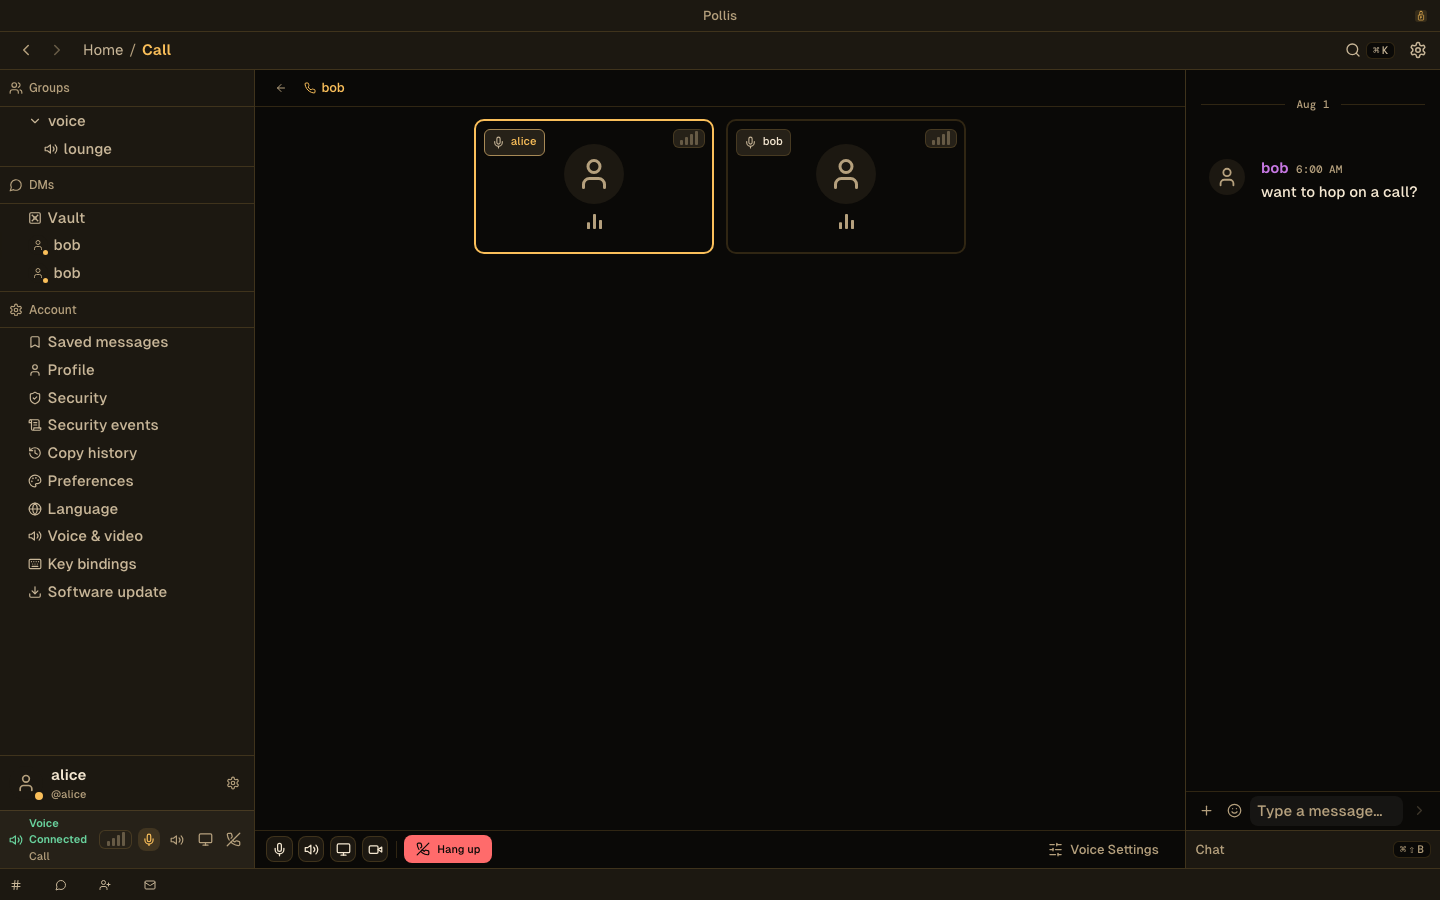 Pollis
Home / Call
⌘K
Groups
voice
lounge
DMs
Vault
bob
bob
Account
Saved messages
Profile
Security
Security events
Copy history
Preferences
Language
Voice & video
Key bindings
Software update
alice
@alice
Voice
Connected
Call
bob
alice
bob
Hang up
Voice Settings
Aug 1
bob 6:00 AM
want to hop on a call?
Type a message...
Chat
⌘⇧B